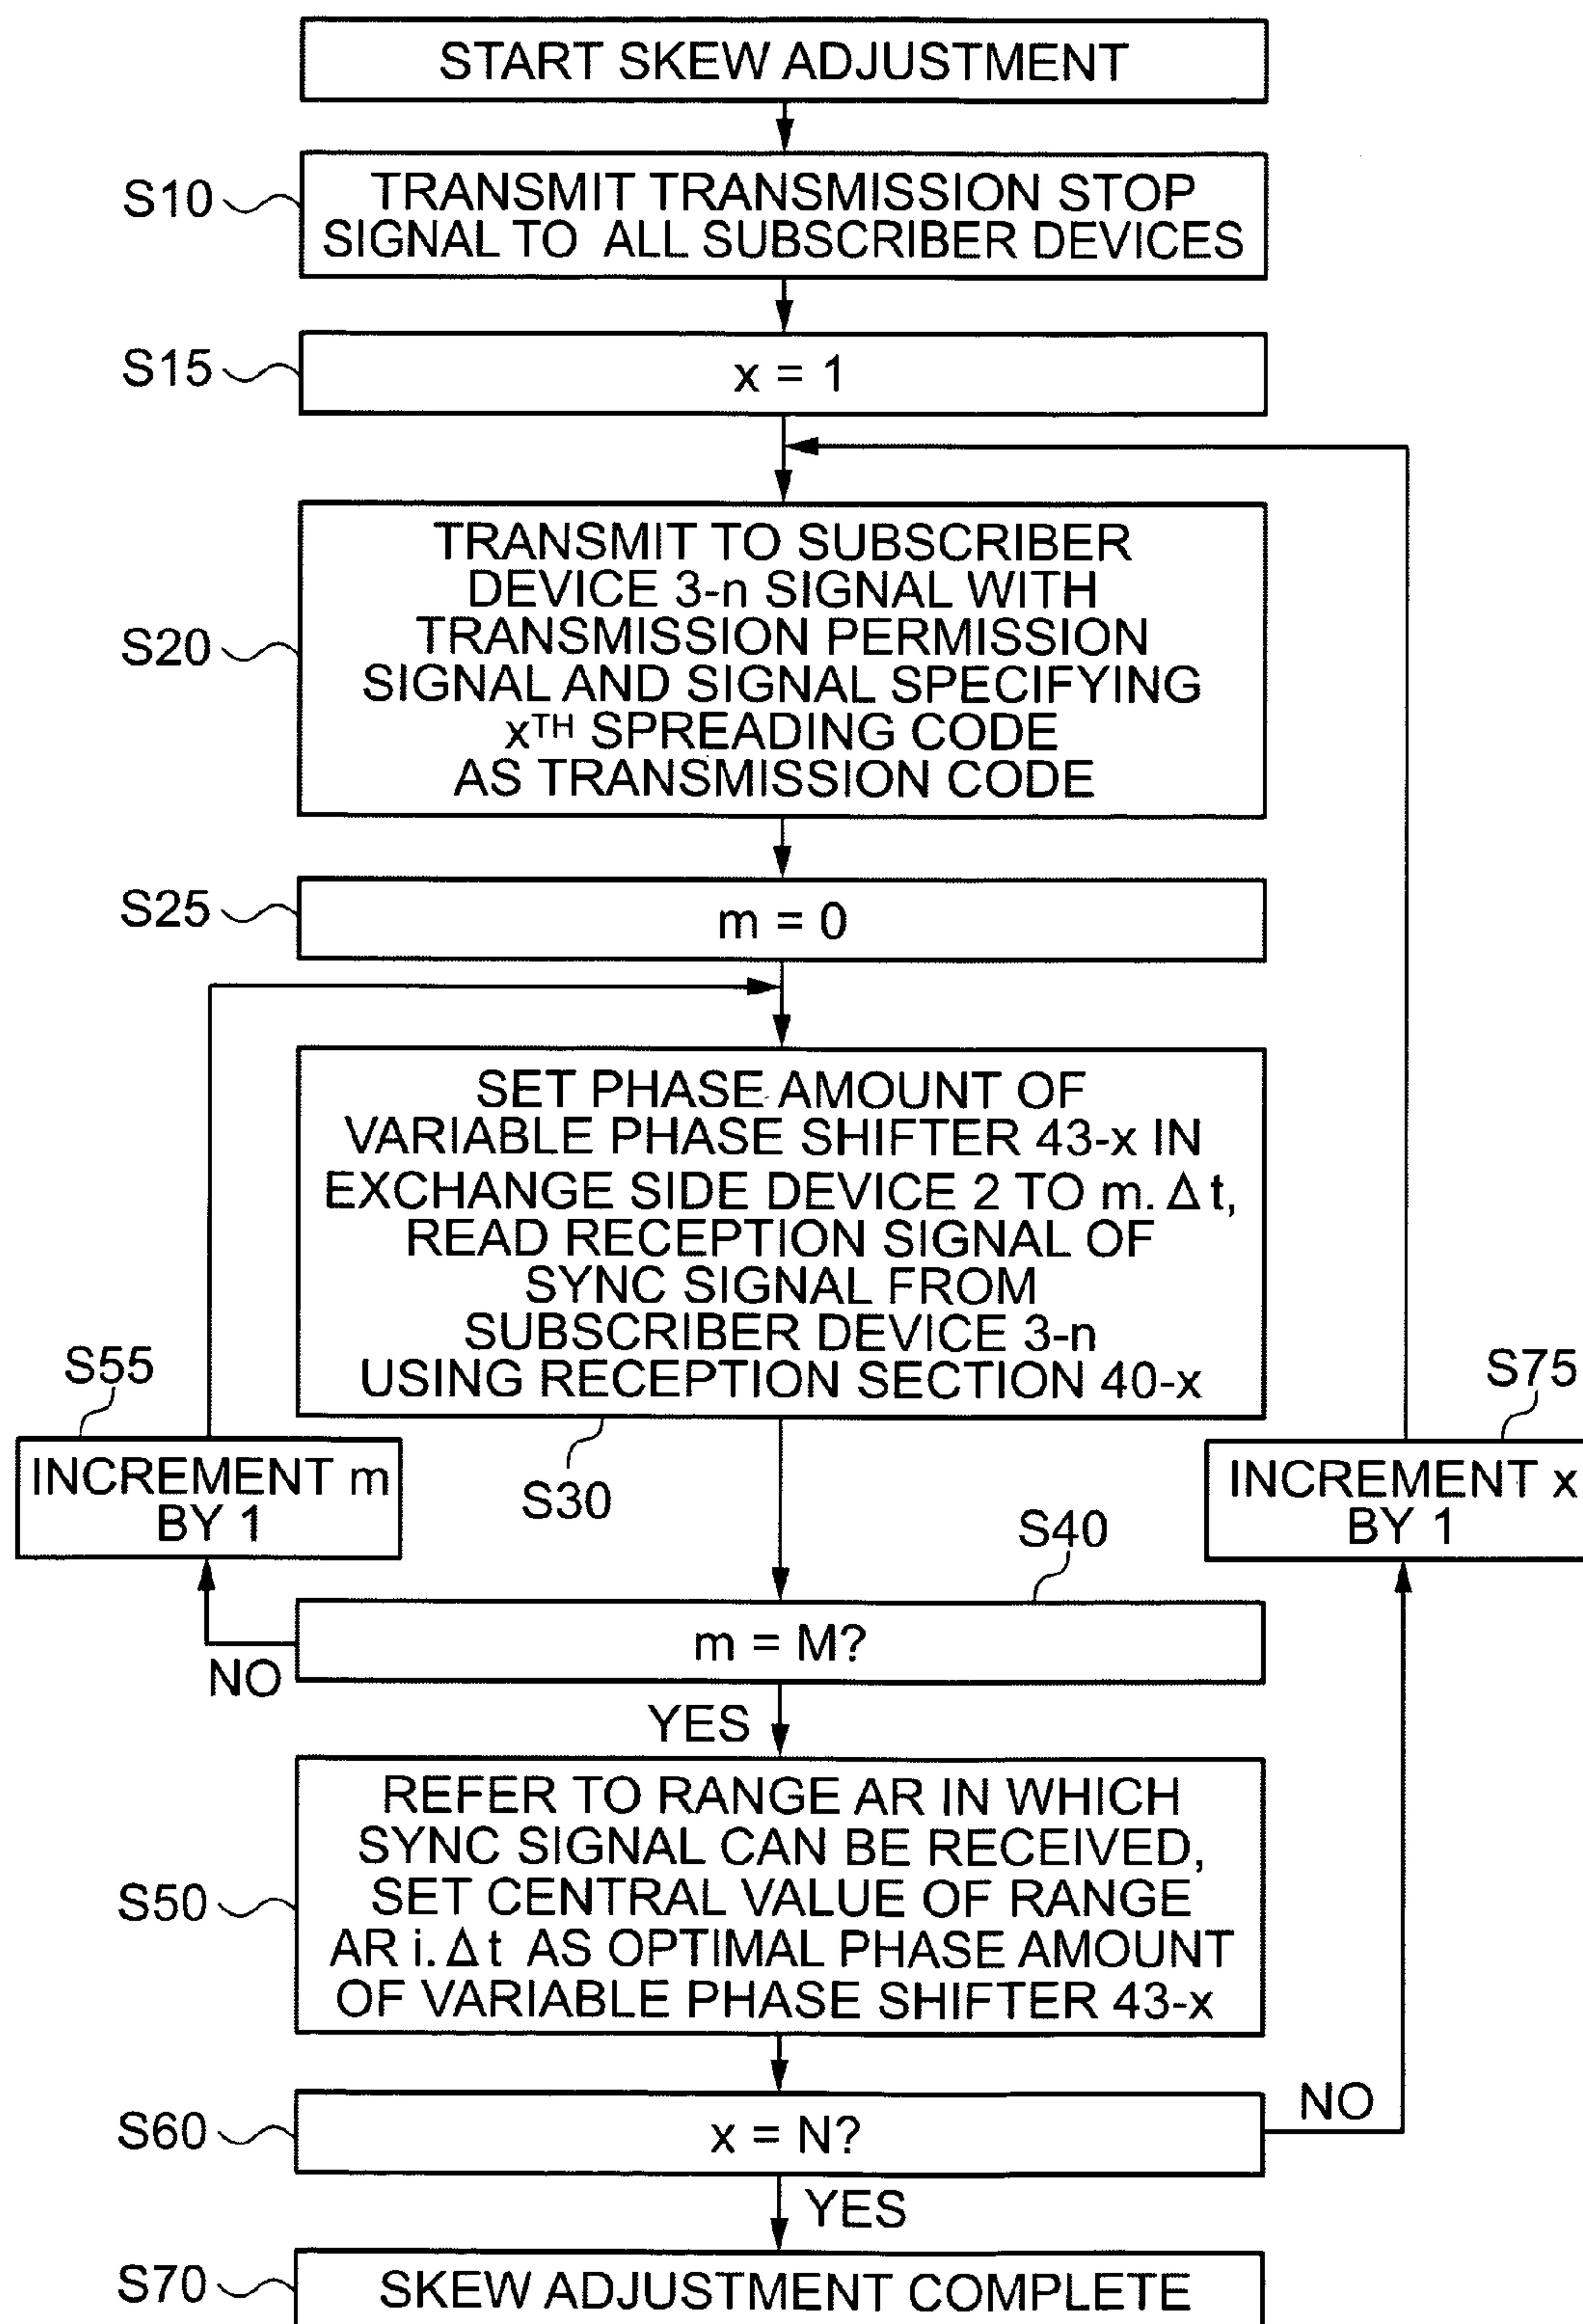 START SKEW ADJUSTMENT
S10
TRANSMIT TRANSMISSION STOP
SIGNAL TO ALL SUBSCRIBER DEVICES
S15
x = 1
S20
TRANSMIT TO SUBSCRIBER
DEVICE 3-n SIGNAL WITH
TRANSMISSION PERMISSION
SIGNAL AND SIGNAL SPECIFYING
xTH SPREADING CODE
AS TRANSMISSION CODE
S25
m = 0
SET PHASE AMOUNT OF
VARIABLE PHASE SHIFTER 43-x IN
EXCHANGE SIDE DEVICE 2 TO m. Δt,
READ RECEPTION SIGNAL OF
SYNC SIGNAL FROM
SUBSCRIBER DEVICE 3-n
USING RECEPTION SECTION 40-x
S30
S55
INCREMENT m
BY 1
S75
INCREMENT x
BY 1
S40
m = M?
NO
YES
S50
REFER TO RANGE AR IN WHICH
SYNC SIGNAL CAN BE RECEIVED,
SET CENTRAL VALUE OF RANGE
AR i. Δt AS OPTIMAL PHASE AMOUNT
OF VARIABLE PHASE SHIFTER 43-x
S60
x = N?
NO
YES
S70
SKEW ADJUSTMENT COMPLETE